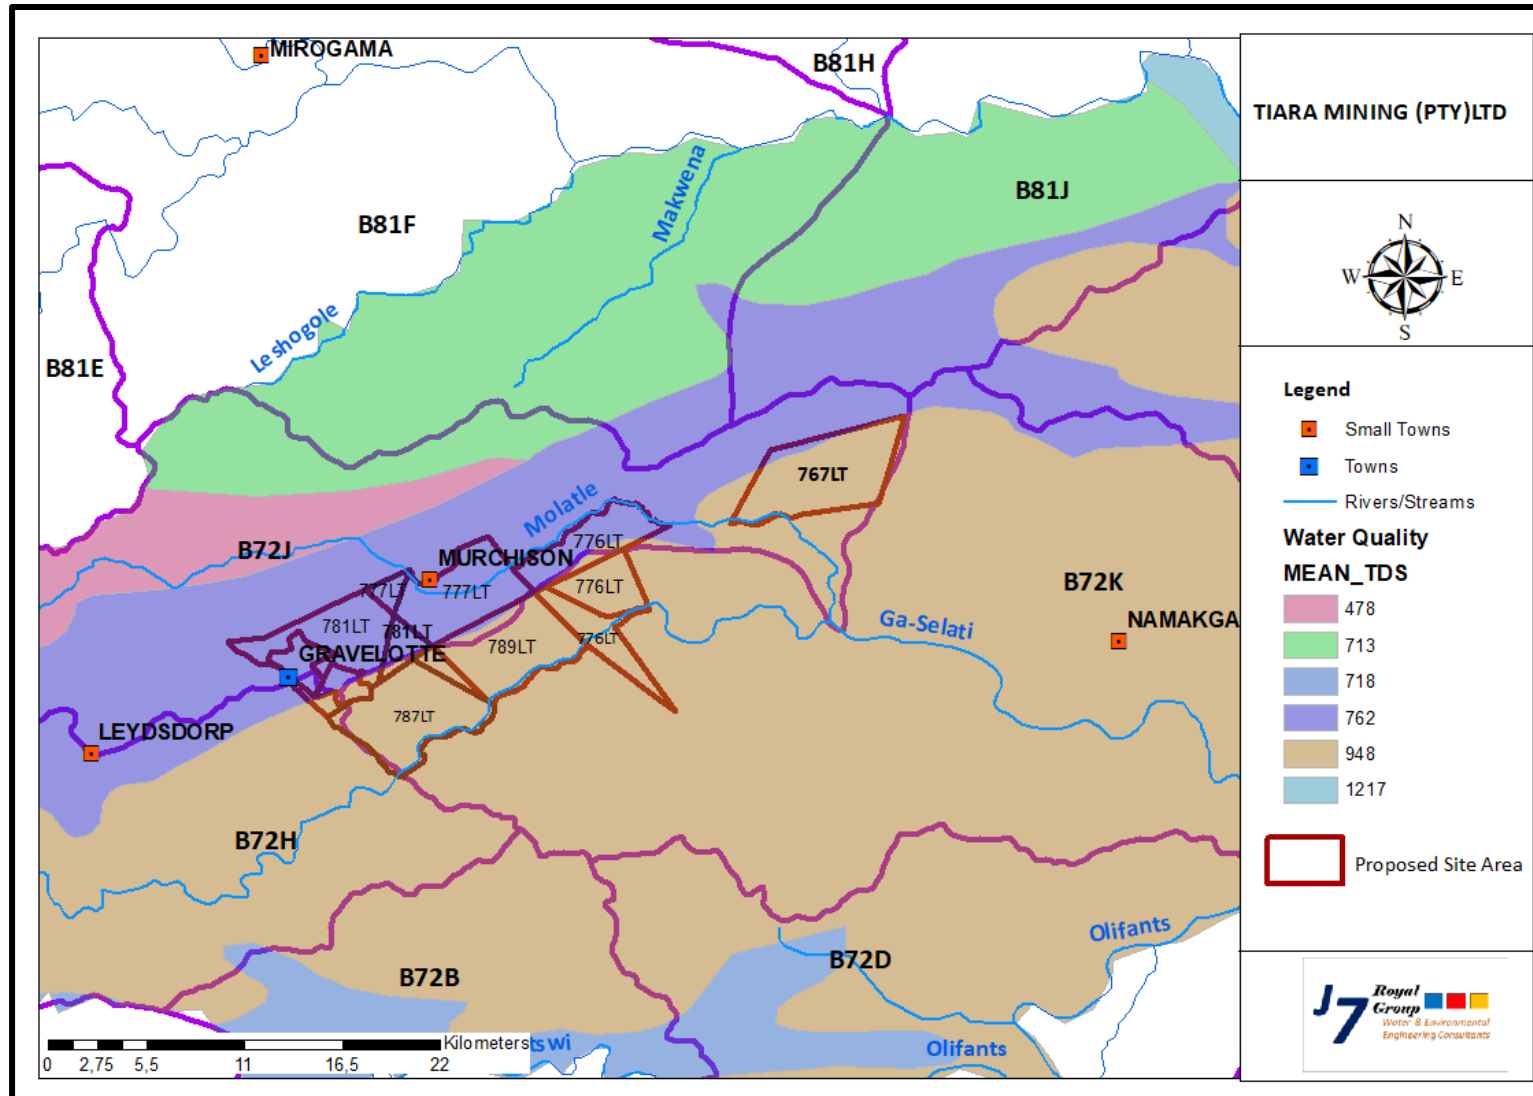 MIROGAMA
B81H
TIARA MINING (PTY)LTD
Makwena
B81J
B81F
N
W E
S
Leshogole
B81E
Legend
Small Towns
Towns
Rivers/Streams
Water Quality
MEAN_TDS
478
713
718
762
948
1217
Proposed Site Area
767LT
Molatle
B72J
776LT
MURCHISON
777LT
777LT
776LT
B72K
781LT
781LT
Ga-Selati
NAMAKGA
776LT
789LT
GRAVELOTTE
787LT
LEYDSDORP
B72H
Olifants
B72D
B72B
Kilometers
tswi
Olifants
0 2,75 5,5 11 16,5 22
J7 Royal
Group
Water & Environmental
Engineering Consultants